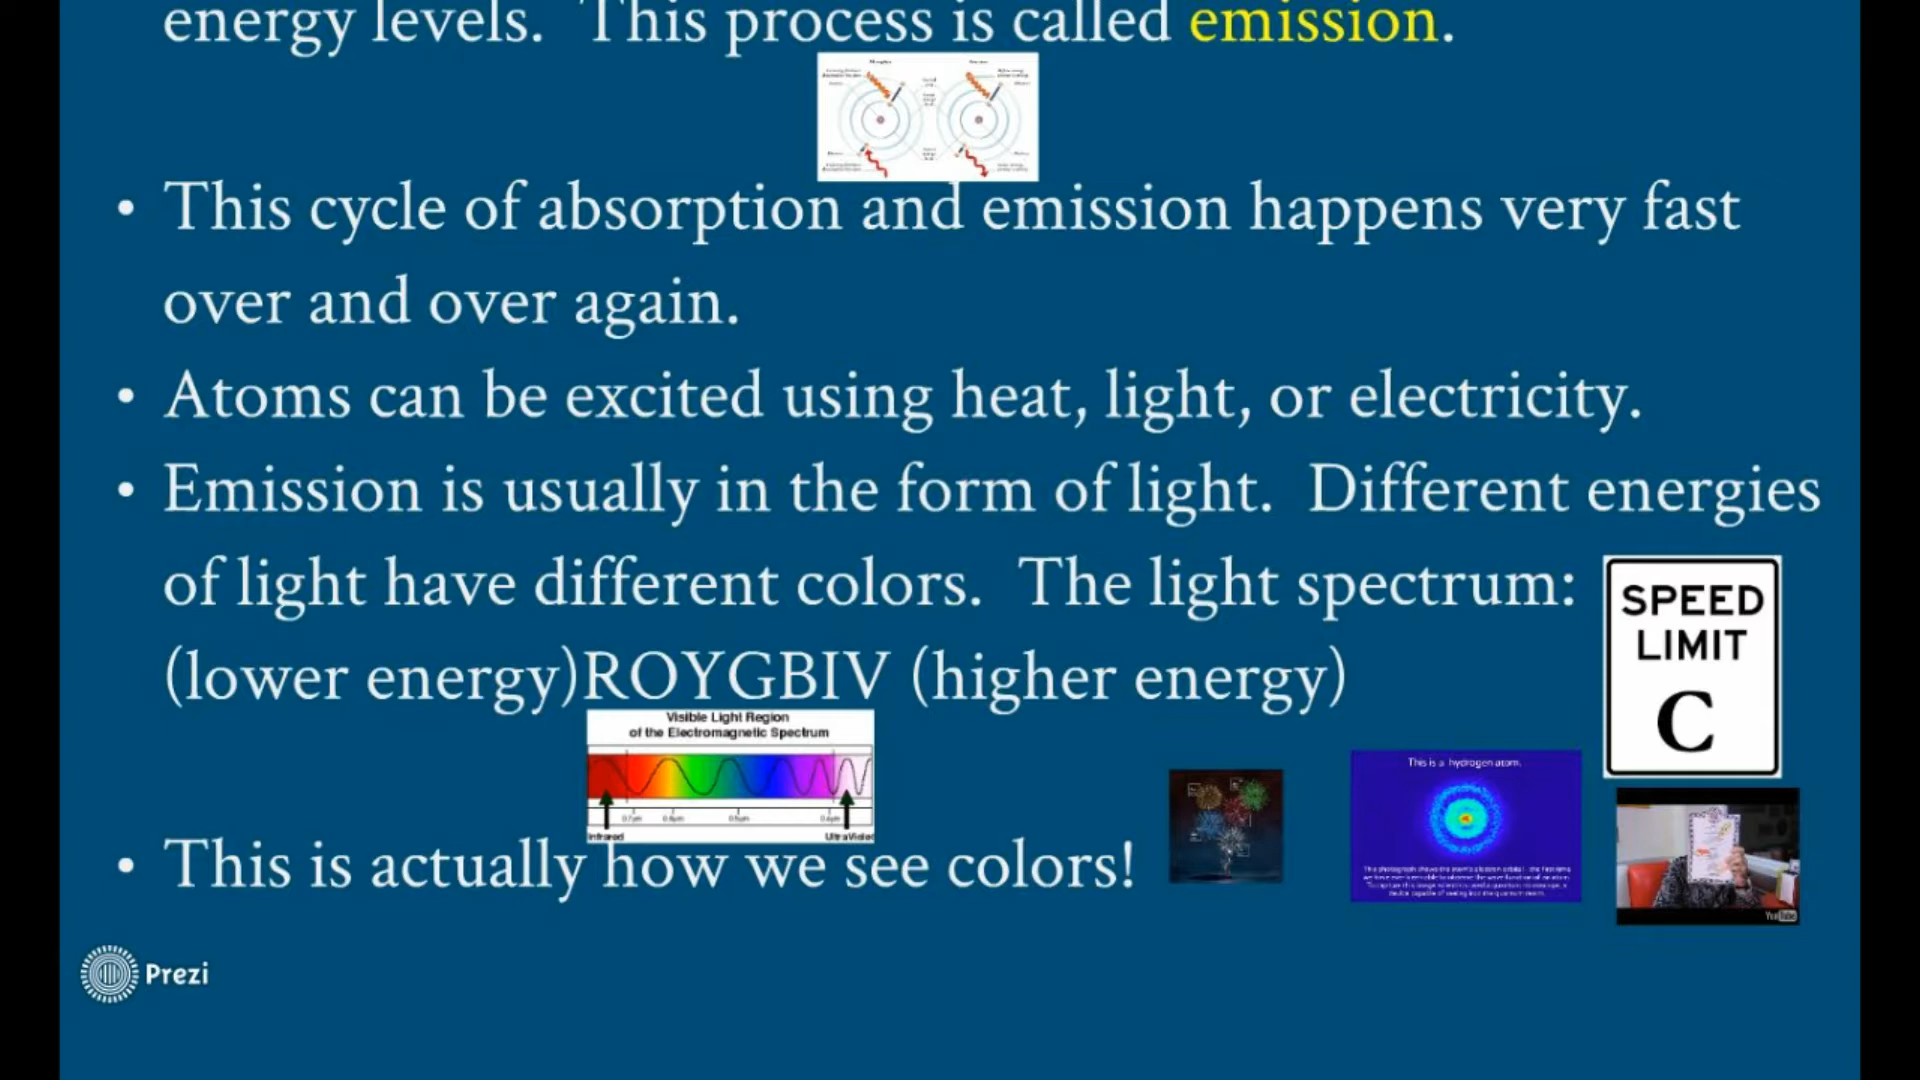 energy levels. This process is called emission.
• This cycle of absorption and emission happens very fast
over and over again.
• Atoms can be excited using heat, light, or electricity.
• Emission is usually in the form of light. Different energies
of light have different colors. The light spectrum:
(lower energy)ROYGBIV (higher energy)
SPEED
LIMIT
C
Visible Light Region
of the Electromagnetic Spectrum
Infrared
UltraViolet
This is a hydrogen atom.
• This is actually how we see colors!
YouTube
Prezi